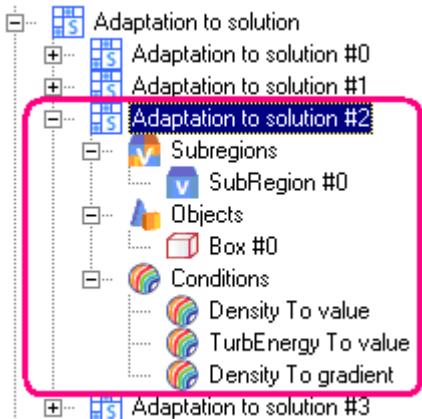 Adaptation to solution
Adaptation to solution #0
Adaptation to solution #1
Adaptation to solution #2
Subregions
SubRegion #0
Objects
Box #0
Conditions
Density To value
TurbEnergy To value
Density To gradient
Adaptation to solution #3